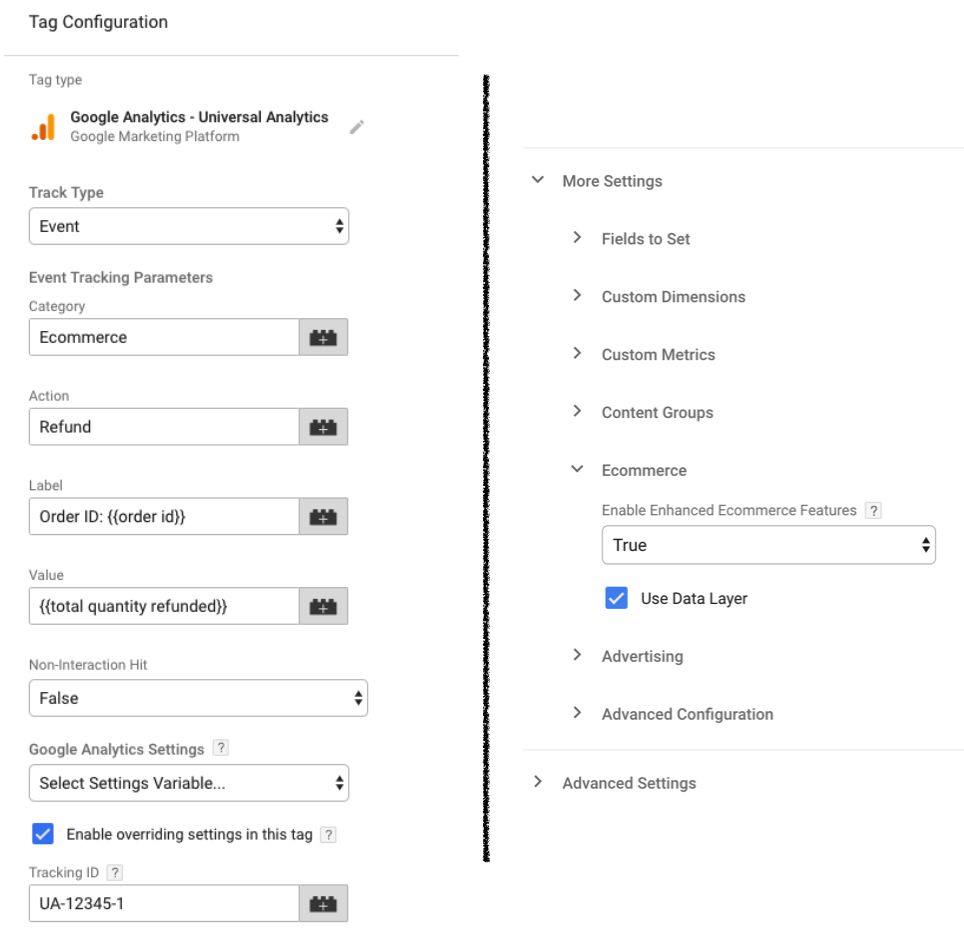 Tag Configuration
Tag type
Google Analytics - Universal Analytics
Google Marketing Platform
Track Type
Event
Event Tracking Parameters
Category
Ecommerce
Action
Refund
Label
Order ID: {{order id}}
Value
{{total quantity refunded}}
Non-Interaction Hit
False
Google Analytics Settings ?
Select Settings Variable...
Enable overriding settings in this tag ?
Tracking ID ?
UA-12345-1
More Settings
Fields to Set
Custom Dimensions
Custom Metrics
Content Groups
Ecommerce
Enable Enhanced Ecommerce Features ?
True
Use Data Layer
Advertising
Advanced Configuration
Advanced Settings